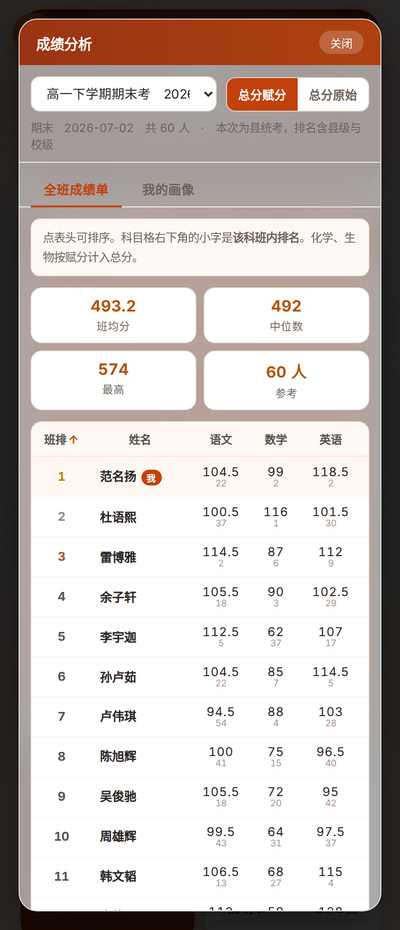 成绩分析 关闭
高一下学期期末考 2026 总分赋分 总分原始
期末 2026-07-02 共 60 人 · 本次为县统考，排名含县级与
校级
全班成绩单 我的画像
点表头可排序。科目格右下角的小字是该科班内排名。化学、生
物按赋分计入总分。
493.2 492
班均分 中位数
574 60 人
最高 参考
班排↑ 姓名 语文 数学 英语
1 范名扬 我 104.5 99 118.5
22 2 2
2 杜语熙 100.5 116 101.5
37 1 30
3 雷博雅 114.5 87 112
2 6 9
4 余子轩 105.5 90 102.5
18 3 29
5 李宇迦 112.5 62 107
5 37 17
6 孙卢茹 104.5 85 114.5
22 7 5
7 卢伟琪 94.5 88 103
54 4 28
8 陈旭辉 100 75 96.5
41 15 40
9 吴俊驰 105.5 72 95
18 20 42
10 周雄辉 99.5 64 97.5
43 31 37
11 韩文韬 106.5 68 115
13 27 4